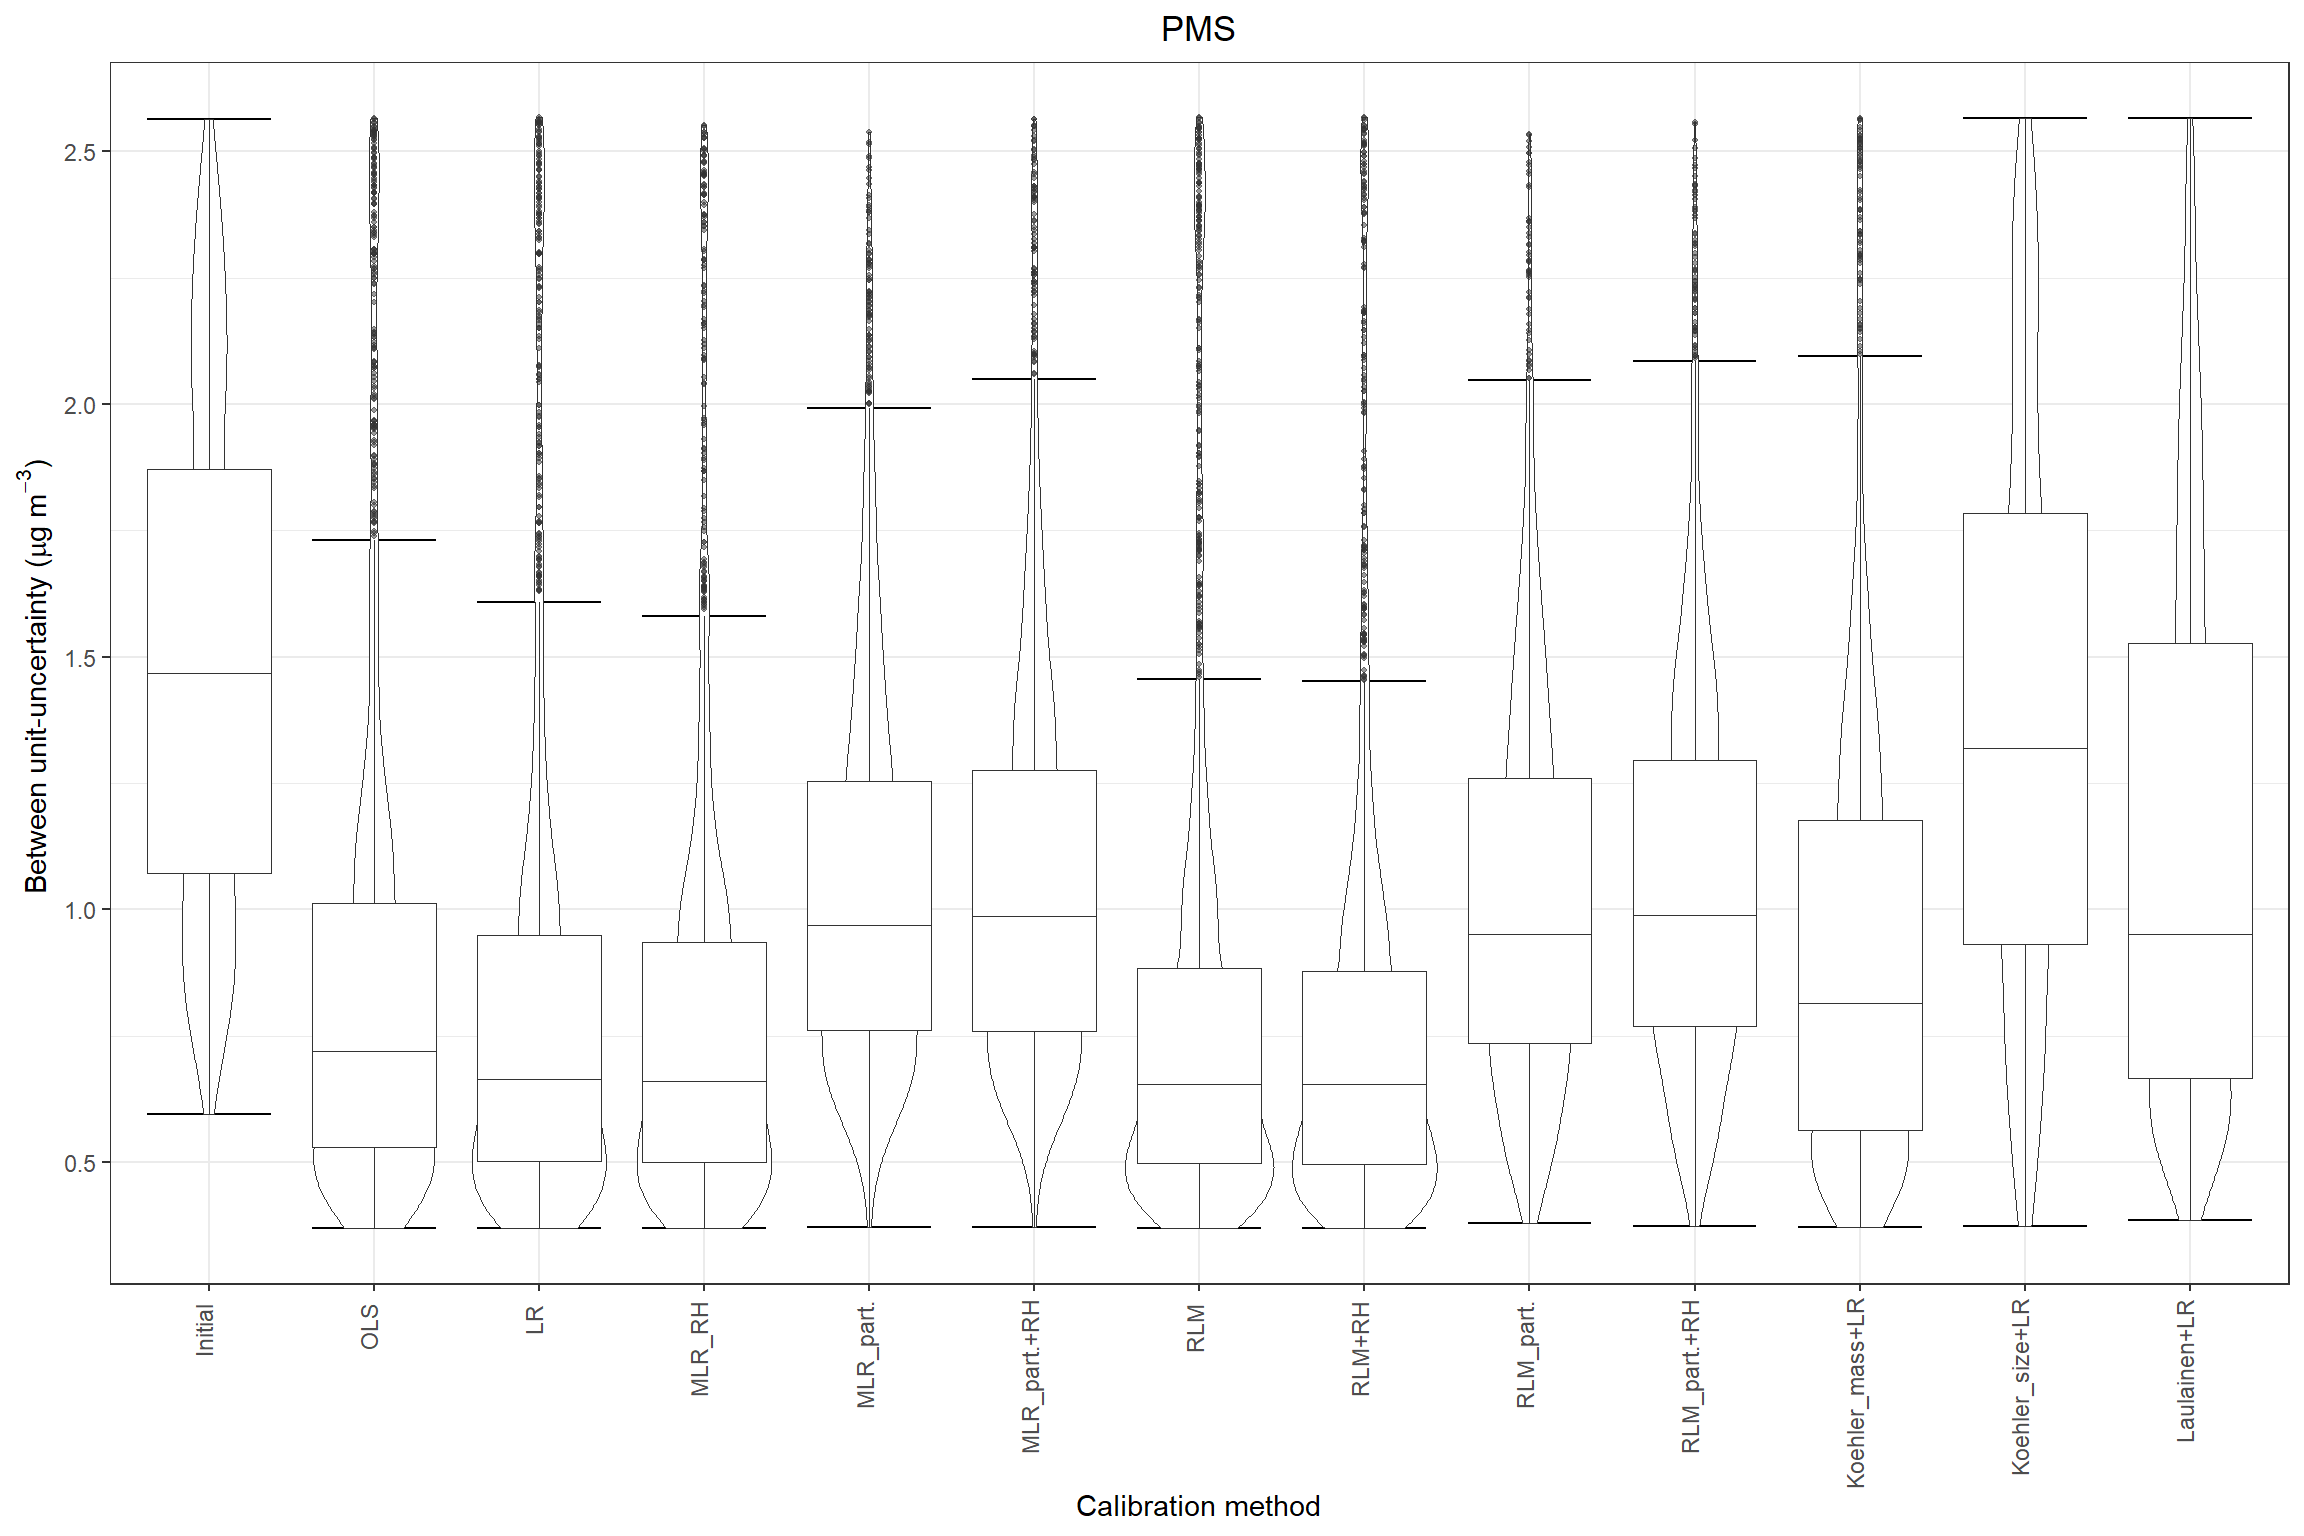 PMS
Between unit-uncertainty (µg m⁻³)
2.5
2.0
1.5
1.0
0.5
Initial
OLS
LR
MLR_RH
MLR_part.
MLR_part.+RH
RLM
RLM+RH
RLM_part.
RLM_part.+RH
Koehler_mass+LR
Koehler_size+LR
Laulainen+LR
Calibration method